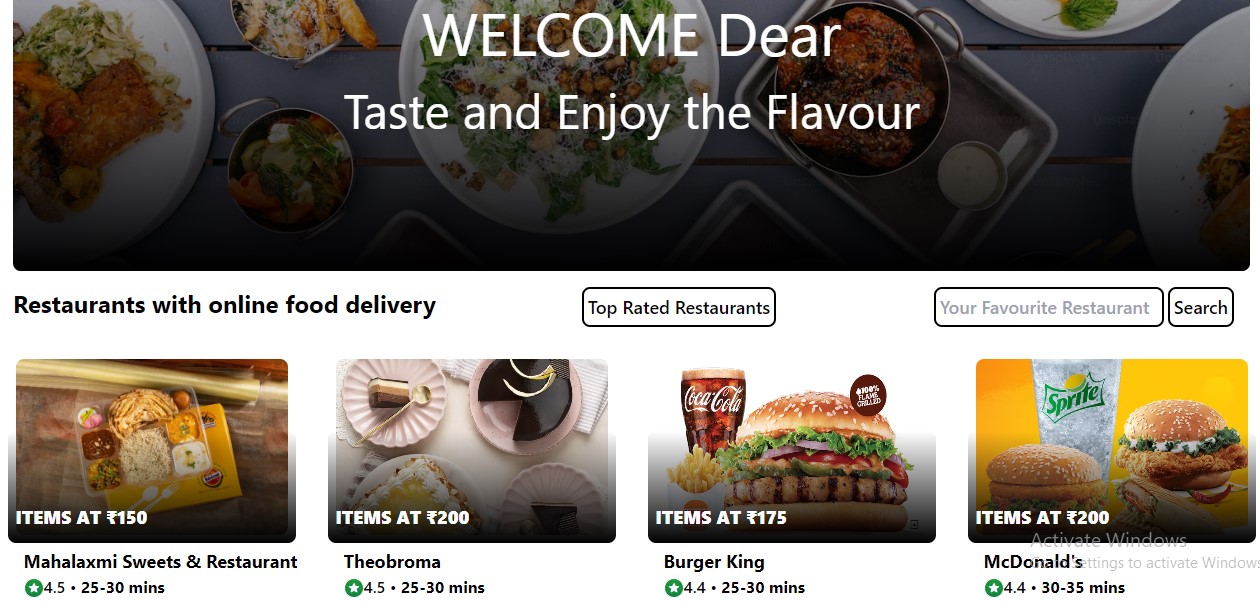 WELCOME Dear
Taste and Enjoy the Flavour
Restaurants with online food delivery
Top Rated Restaurants
Your Favourite Restaurant
Search
Sprite
Coca-Cola
100%
FLAME
GRILLED
ITEMS AT ₹150
ITEMS AT ₹200
ITEMS AT ₹175
ITEMS AT ₹200
Mahalaxmi Sweets & Restaurant
Theoborma
Burger King
McDonald's
4.5 • 25-30 mins
4.5 • 25-30 mins
4.4 • 25-30 mins
4.4 • 30-35 mins
Activate Windows
Settings to activate Windows